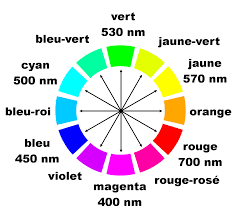 vert
530 nm
bleu-vert
jaune-vert
cyan
500 nm
jaune
570 nm
bleu-roi
orange
bleu
450 nm
rouge
700 nm
violet
rouge-rosé
magenta
400 nm